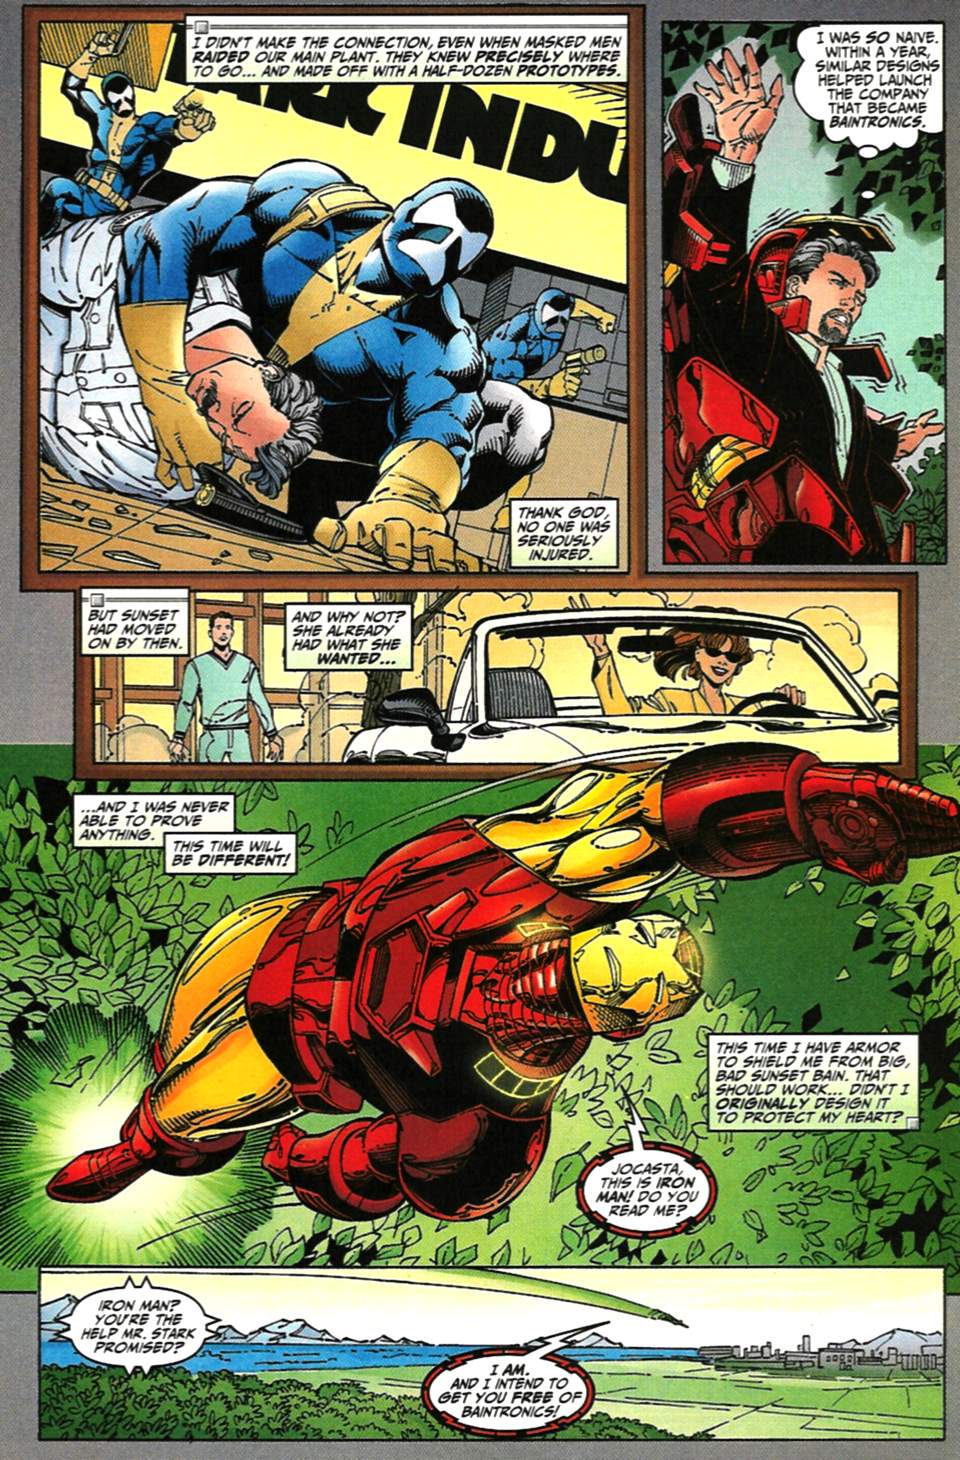 I DIDN'T MAKE THE CONNECTION, EVEN WHEN MASKED MEN
RAIDED OUR MAIN PLANT. THEY KNEW PRECISELY WHERE
TO GO... AND MADE OFF WITH A HALF-DOZEN PROTOTYPES.
ARK INDU
THANK GOD,
NO ONE WAS
SERIOUSLY
INJURED.
I WAS SO NAIVE.
WITHIN A YEAR,
SIMILAR DESIGNS
HELPED LAUNCH
THE COMPANY
THAT BECAME
BAINTRONICS.
BUT SUNSET
HAD MOVED
ON BY THEN.
AND WHY NOT?
SHE ALREADY
HAD WHAT SHE
WANTED...
...AND I WAS NEVER
ABLE TO PROVE
ANYTHING.
THIS TIME WILL
BE DIFFERENT!
THIS TIME I HAVE ARMOR
TO SHIELD ME FROM BIG,
BAD SUNSET BAIN. THAT
SHOULD WORK... DIDN'T I
ORIGINALLY DESIGN IT
TO PROTECT MY HEART?
JOCASTA,
THIS IS IRON
MAN! DO YOU
READ ME?
IRON MAN?
YOU'RE THE
HELP MR. STARK
PROMISED?
I AM.
AND I INTEND TO
GET YOU FREE OF
BAINTRONICS!